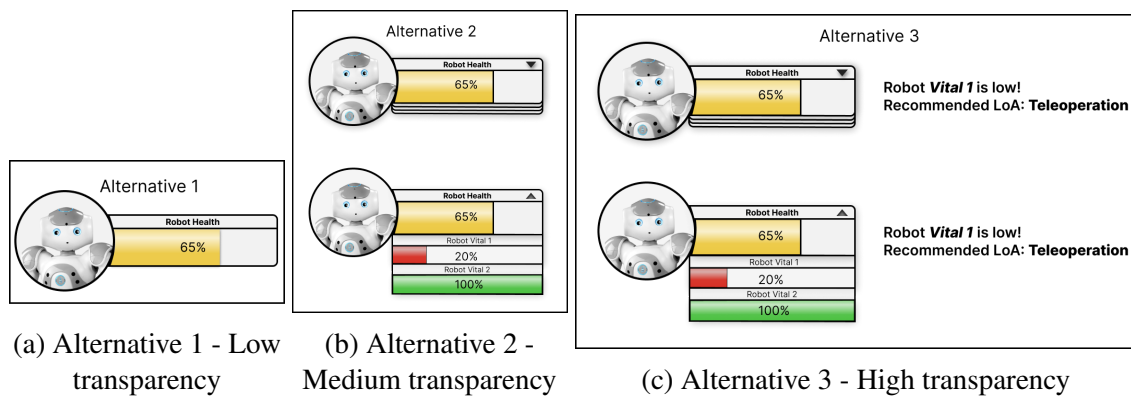 Alternative 1
Robot Health
65%
(a) Alternative 1 - Low
transparency
Alternative 2
Robot Health
65%
Robot Health
65%
Robot Vital 1
20%
Robot Vital 2
100%
(b) Alternative 2 -
Medium transparency
Alternative 3
Robot Health
65%
Robot Vital 1 is low!
Recommended LoA: Teleoperation
Robot Health
65%
Robot Vital 1
20%
Robot Vital 2
100%
Robot Vital 1 is low!
Recommended LoA: Teleoperation
(c) Alternative 3 - High transparency